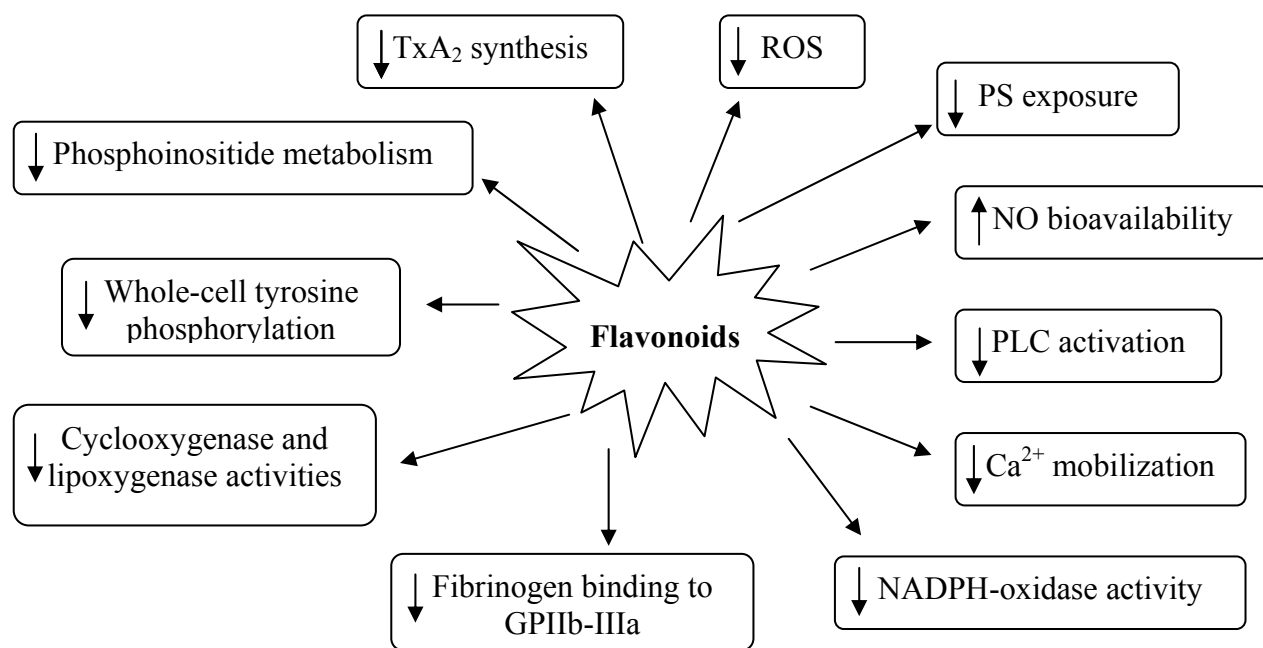 TxA₂ synthesis
ROS
PS exposure
Phosphoinositide metabolism
NO bioavailability
Whole-cell tyrosine
phosphorylation
Flavonoids
PLC activation
Cyclooxygenase and
lipoxygenase activities
Ca²⁺ mobilization
Fibrinogen binding to
GPIIb-IIIa
NADPH-oxidase activity